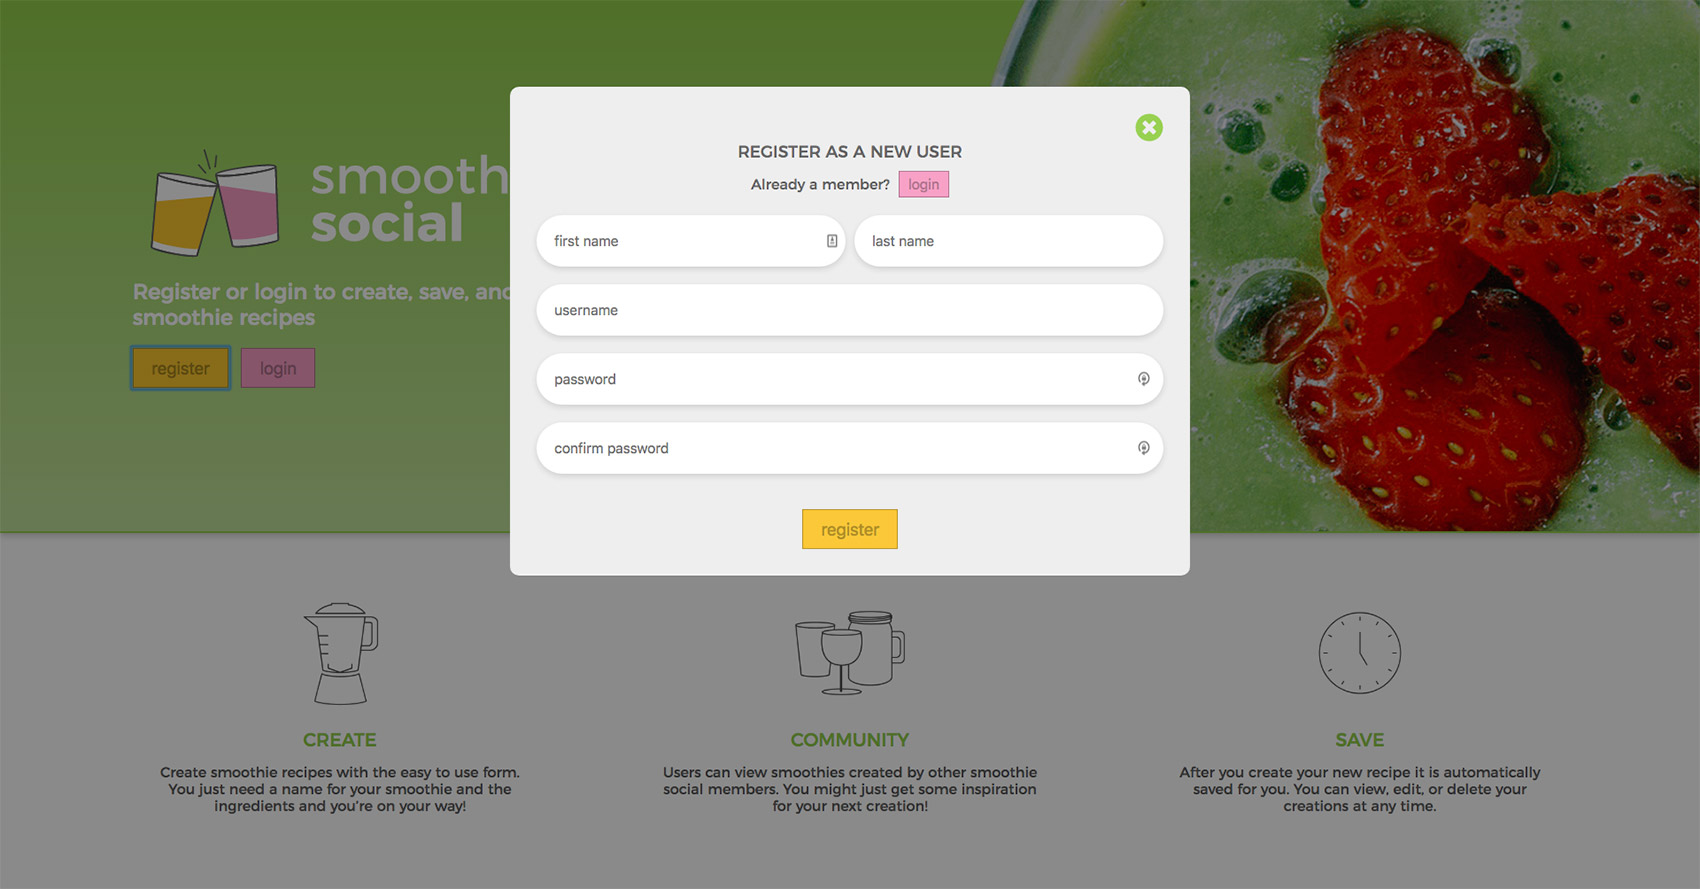 REGISTER AS A NEW USER
Already a member? login
first name
last name
username
password
confirm password
register
smooth
social
Register or login to create, save, and
smoothie recipes
register
login
CREATE
Create smoothie recipes with the easy to use form.
You just need a name for your smoothie and the
ingredients and you're on your way!
COMMUNITY
Users can view smoothies created by other smoothie
social members. You might just get some inspiration
for your next creation!
SAVE
After you create your new recipe it is automatically
saved for you. You can view, edit, or delete your
creations at any time.